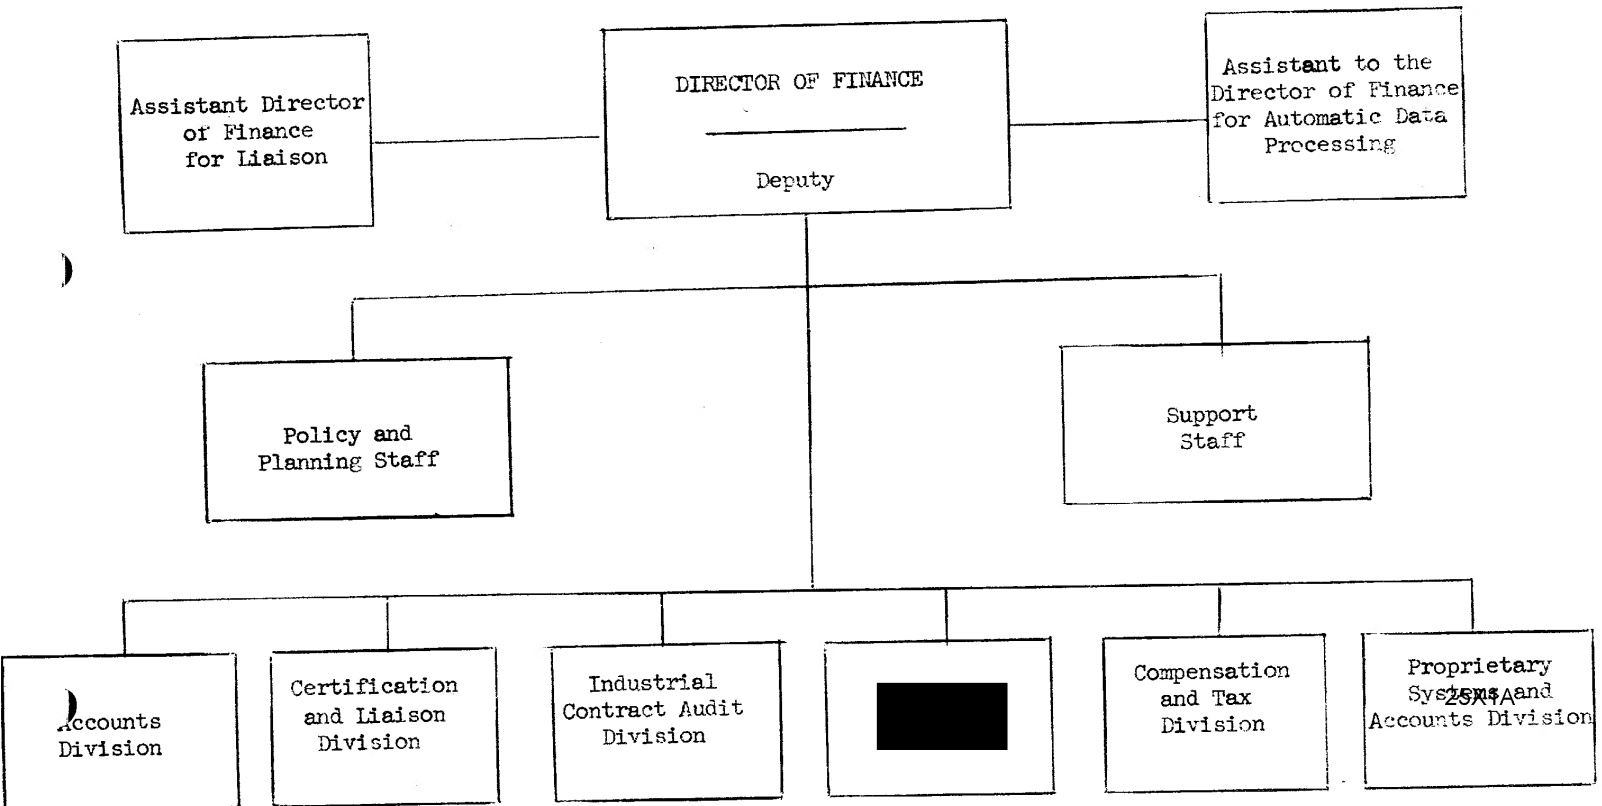 Assistant Director
of Finance
for Liaison
DIRECTOR OF FINANCE
Deputy
Assistant to the
Director of Finance
for Automatic Data
Processing
Policy and
Planning Staff
Support
Staff
Accounts
Division
Certification
and Liaison
Division
Industrial
Contract Audit
Division
Compensation
and Tax
Division
Proprietary
Systems and
25X1A
Accounts Division